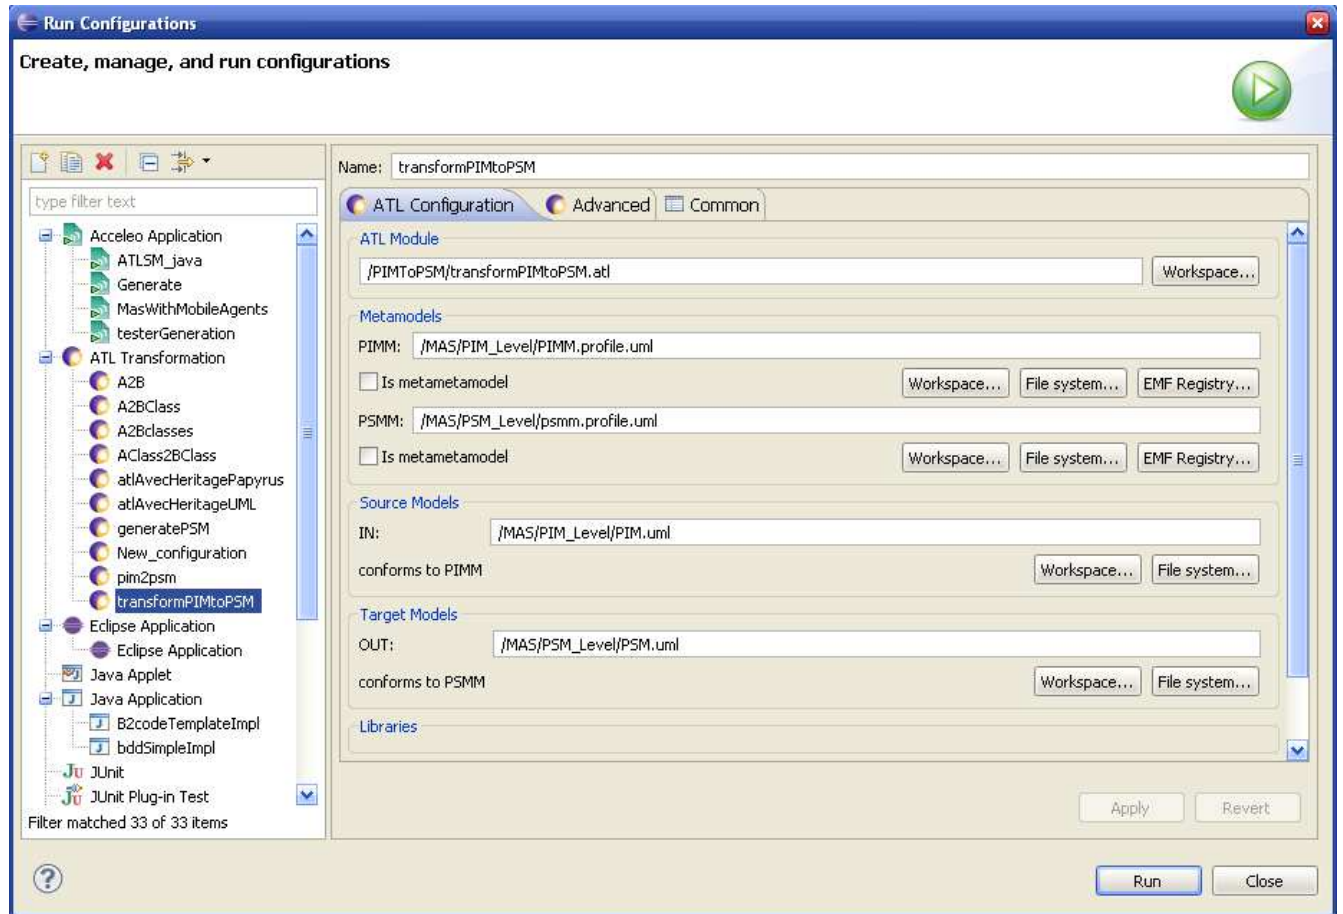 Run Configurations
Create, manage, and run configurations
type filter text
Acceleo Application
ATLSM_java
Generate
MasWithMobileAgents
testerGeneration
ATL Transformation
A2B
A2BClass
A2Bclasses
AClass2BClass
atlAvecHeritagePapyrus
atlAvecHeritageUML
generatePSM
New_configuration
pim2psm
transformPIMtoPSM
Eclipse Application
Eclipse Application
Java Applet
Java Application
B2codeTemplateImpl
bddSimpleImpl
JUnit
JUnit Plug-in Test
Filter matched 33 of 33 items
Name: transformPIMtoPSM
ATL Configuration Advanced Common
ATL Module
/PIMToPSM/transformPIMtoPSM.atl Workspace...
Metamodels
PIMM: /MAS/PIM_Level/PIMM.profile.uml
Is metametamodel Workspace... File system... EMF Registry...
PSMM: /MAS/PSM_Level/psmm.profile.uml
Is metametamodel Workspace... File system... EMF Registry...
Source Models
IN: /MAS/PIM_Level/PIM.uml
conforms to PIMM Workspace... File system...
Target Models
OUT: /MAS/PSM_Level/PSM.uml
conforms to PSMM Workspace... File system...
Libraries
Apply Revert
Run Close